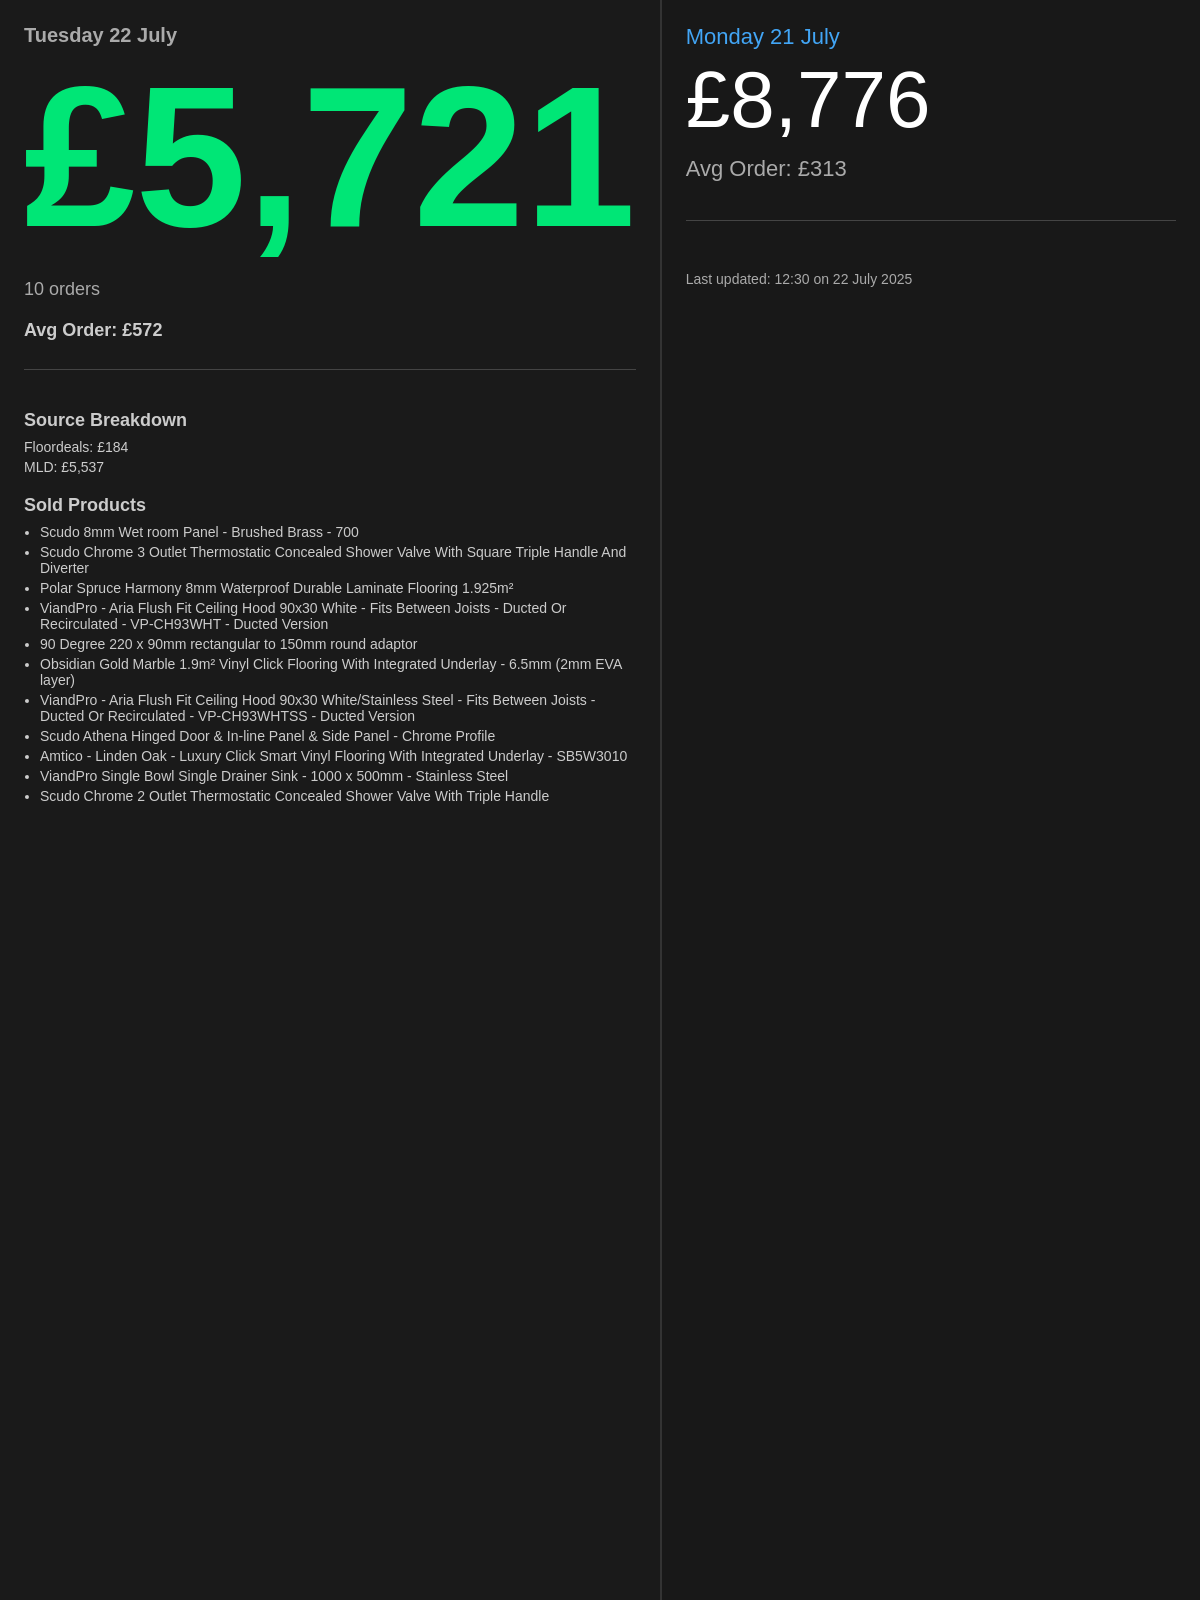 Tuesday 22 July
£5,721
10 orders
Avg Order: £572
Source Breakdown
Floordeals: £184
MLD: £5,537
Sold Products
• Scudo 8mm Wet room Panel - Brushed Brass - 700
• Scudo Chrome 3 Outlet Thermostatic Concealed Shower Valve With Square Triple Handle And
Diverter
• Polar Spruce Harmony 8mm Waterproof Durable Laminate Flooring 1.925m²
• ViandPro - Aria Flush Fit Ceiling Hood 90x30 White - Fits Between Joists - Ducted Or
Recirculated - VP-CH93WHT - Ducted Version
• 90 Degree 220 x 90mm rectangular to 150mm round adaptor
• Obsidian Gold Marble 1.9m² Vinyl Click Flooring With Integrated Underlay - 6.5mm (2mm EVA
layer)
• ViandPro - Aria Flush Fit Ceiling Hood 90x30 White/Stainless Steel - Fits Between Joists -
Ducted Or Recirculated - VP-CH93WHTSS - Ducted Version
• Scudo Athena Hinged Door & In-line Panel & Side Panel - Chrome Profile
• Amtico - Linden Oak - Luxury Click Smart Vinyl Flooring With Integrated Underlay - SB5W3010
• ViandPro Single Bowl Single Drainer Sink - 1000 x 500mm - Stainless Steel
• Scudo Chrome 2 Outlet Thermostatic Concealed Shower Valve With Triple Handle
Monday 21 July
£8,776
Avg Order: £313
Last updated: 12:30 on 22 July 2025